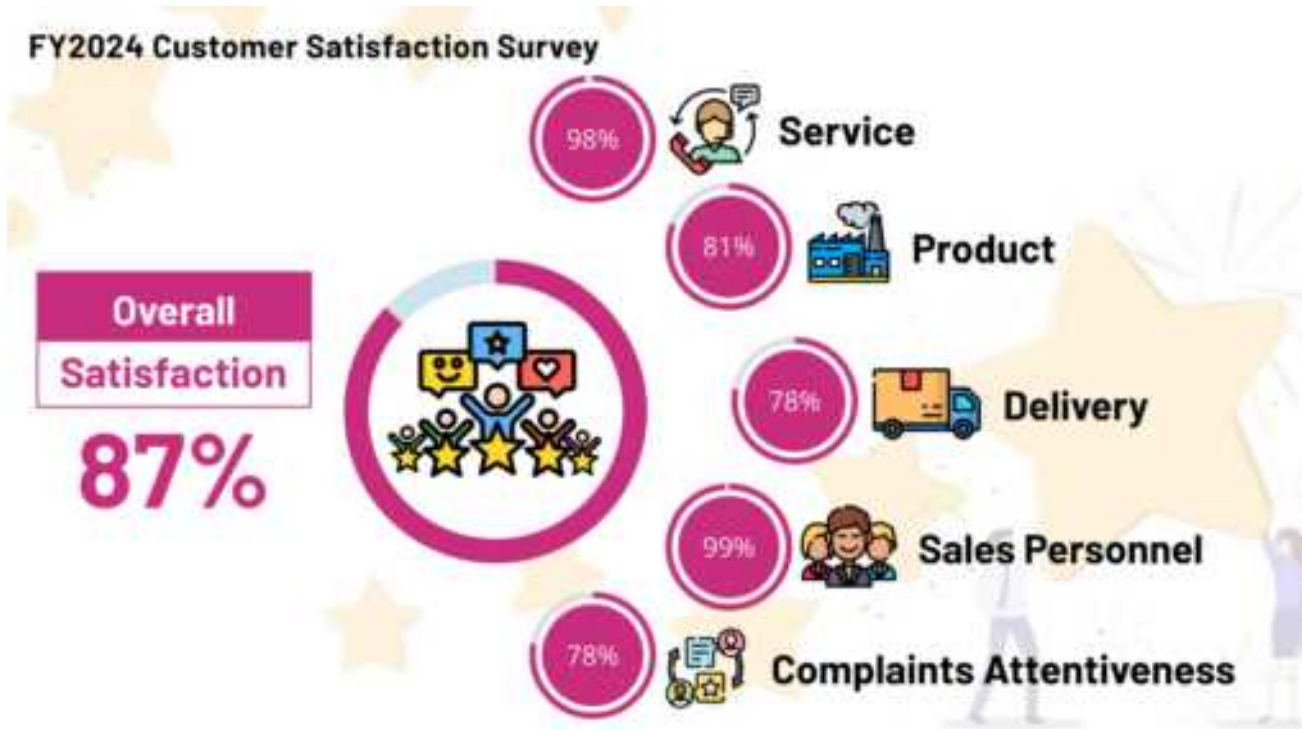 FY2024 Customer Satisfaction Survey
98%
Service
81%
Product
Overall
Satisfaction
87%
78%
Delivery
99%
Sales Personnel
78%
Complaints Attentiveness